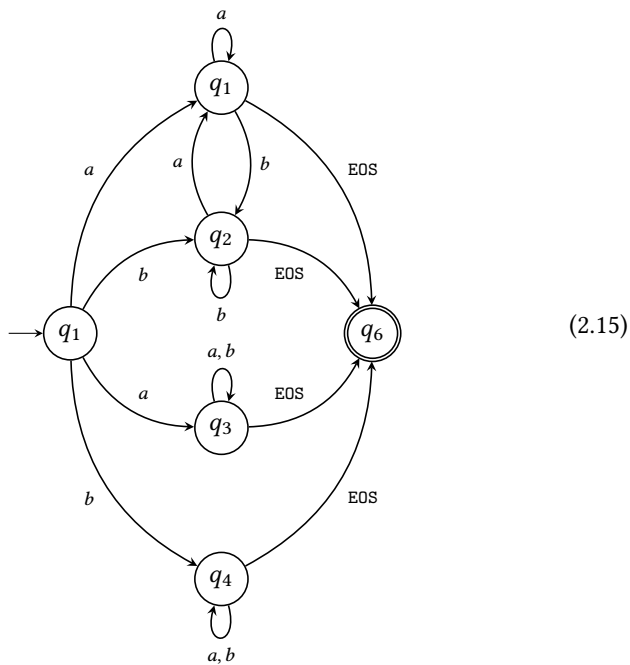 a
q₁
a
a
b
EOS
q₂
b
EOS
b
q₁
q₆
(2.15)
a, b
a
EOS
q₃
b
EOS
q₄
a, b